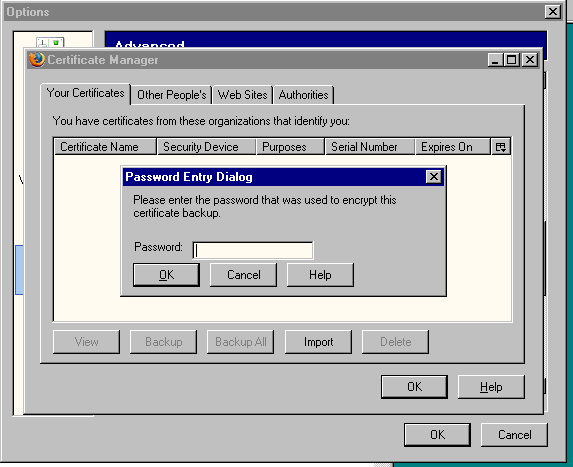 Options
Advanced
Certificate Manager
Your Certificates Other People's Web Sites Authorities
You have certificates from these organizations that identify you:
Certificate Name Security Device Purposes Serial Number Expires On
Password Entry Dialog
Please enter the password that was used to encrypt this
certificate backup.
Password:
OK Cancel Help
View Backup Backup All Import Delete
OK Help
OK Cancel